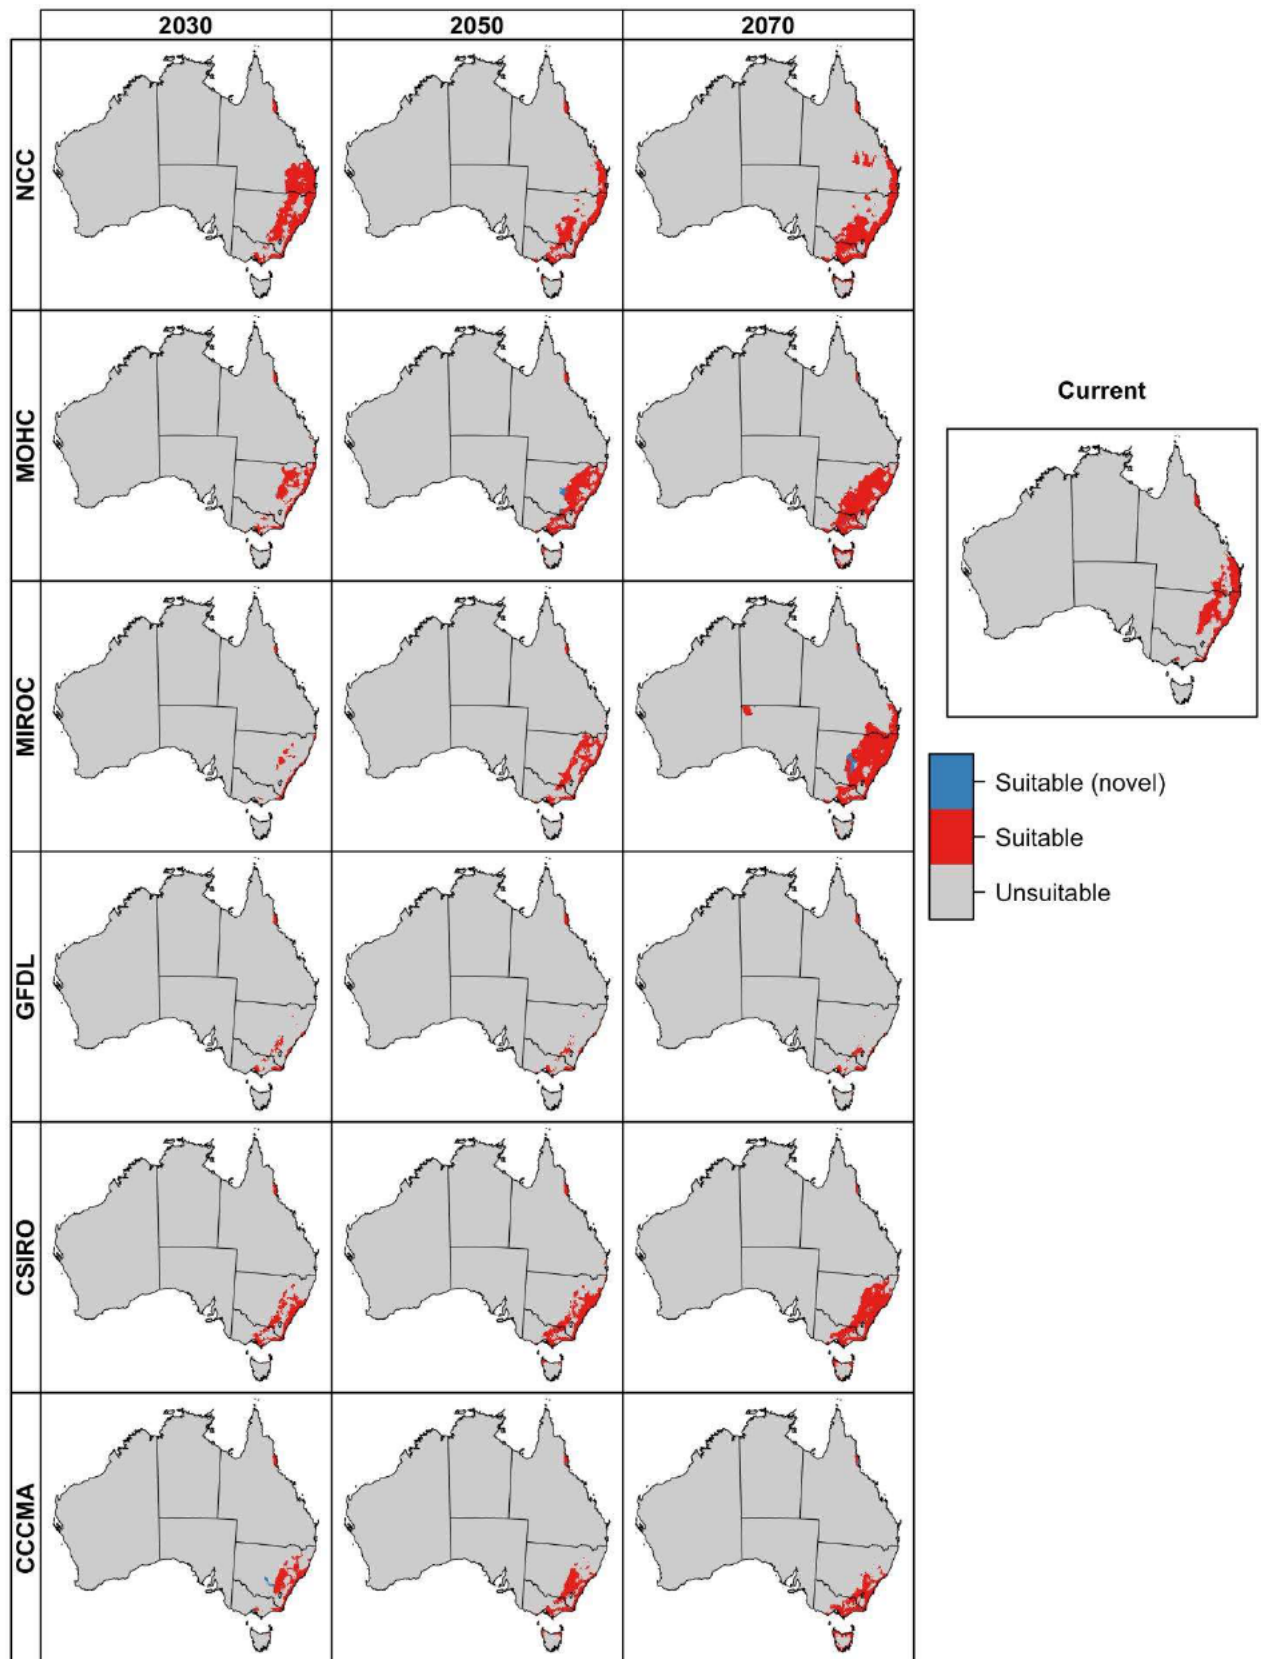 2030 2050 2070
NCC
MOHC
Current
MIROC
Suitable (novel)
Suitable
Unsuitable
GFDL
CSIRO
CCCMA